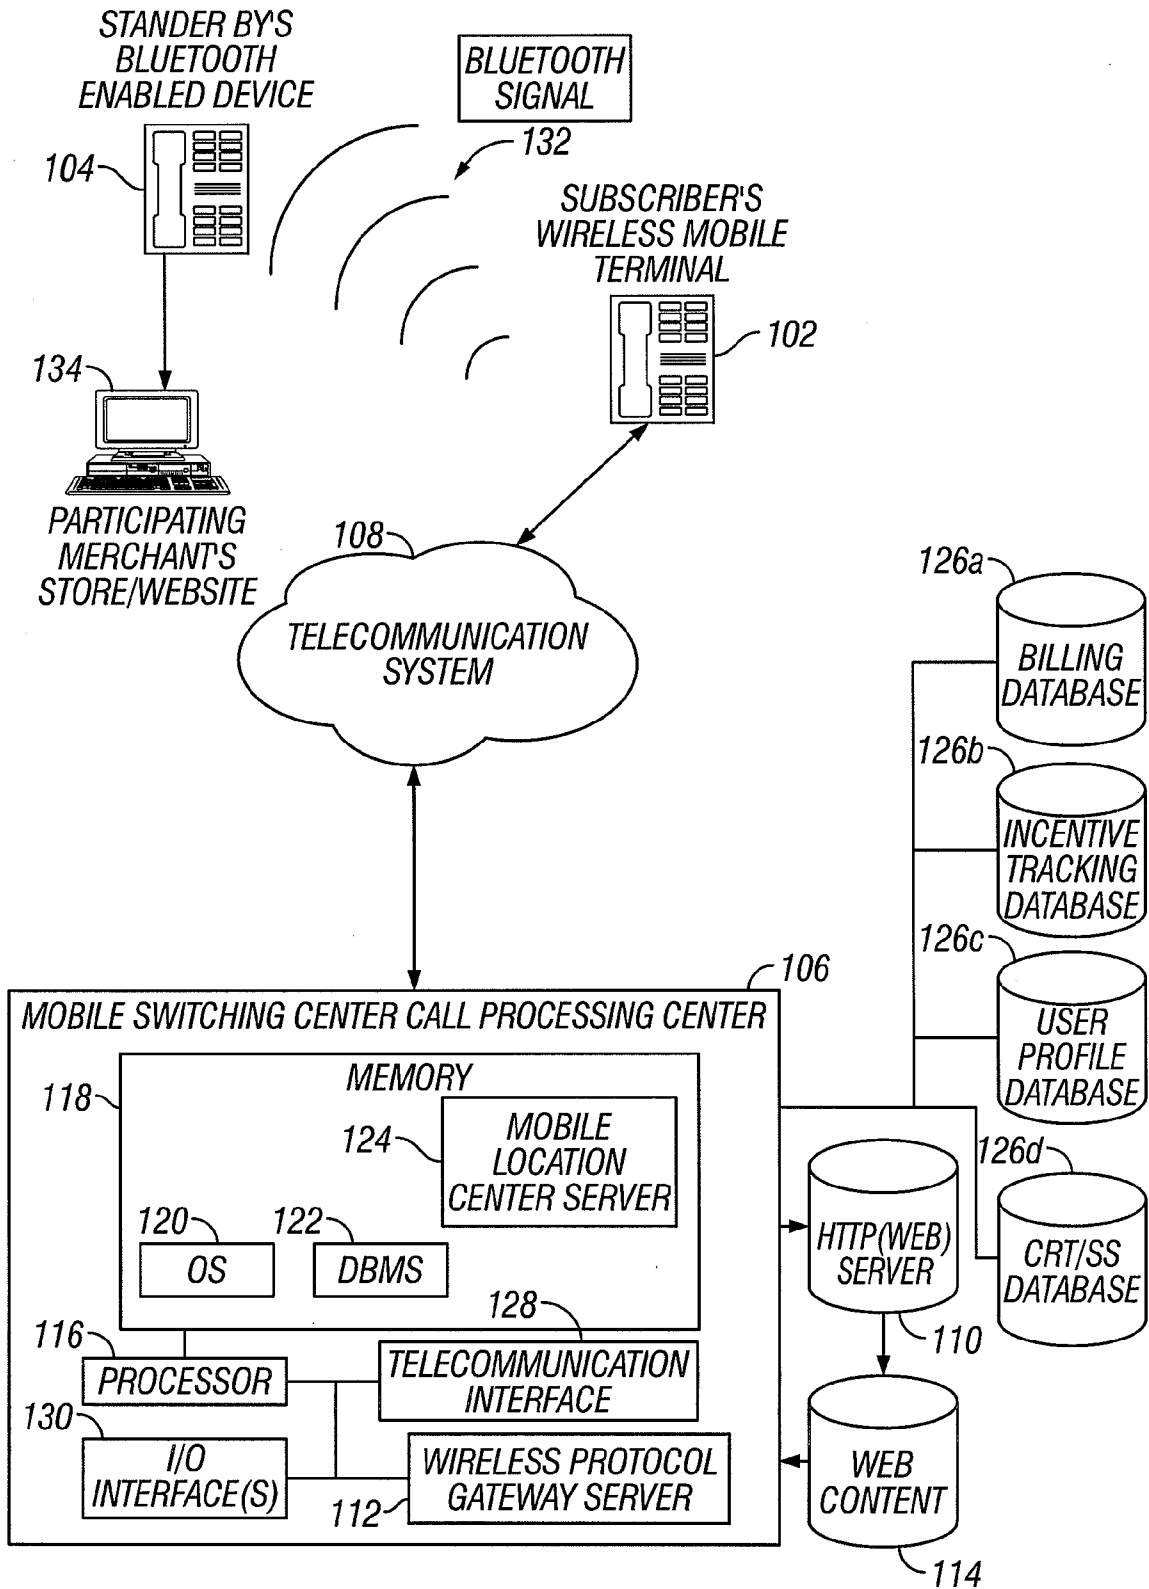 STANDER BY'S
BLUETOOTH
ENABLED DEVICE
BLUETOOTH
SIGNAL
132
104
SUBSCRIBER'S
WIRELESS MOBILE
TERMINAL
102
134
PARTICIPATING
MERCHANT'S
STORE/WEBSITE
108
TELECOMMUNICATION
SYSTEM
126a
BILLING
DATABASE
126b
INCENTIVE
TRACKING
DATABASE
126c
USER
PROFILE
DATABASE
126d
CRT/SS
DATABASE
106
MOBILE SWITCHING CENTER CALL PROCESSING CENTER
118
MEMORY
124
MOBILE
LOCATION
CENTER SERVER
120
OS
122
DBMS
128
116
PROCESSOR
TELECOMMUNICATION
INTERFACE
130
I/O
INTERFACE(S)
WIRELESS PROTOCOL
GATEWAY SERVER
112
HTTP(WEB)
SERVER
110
WEB
CONTENT
114